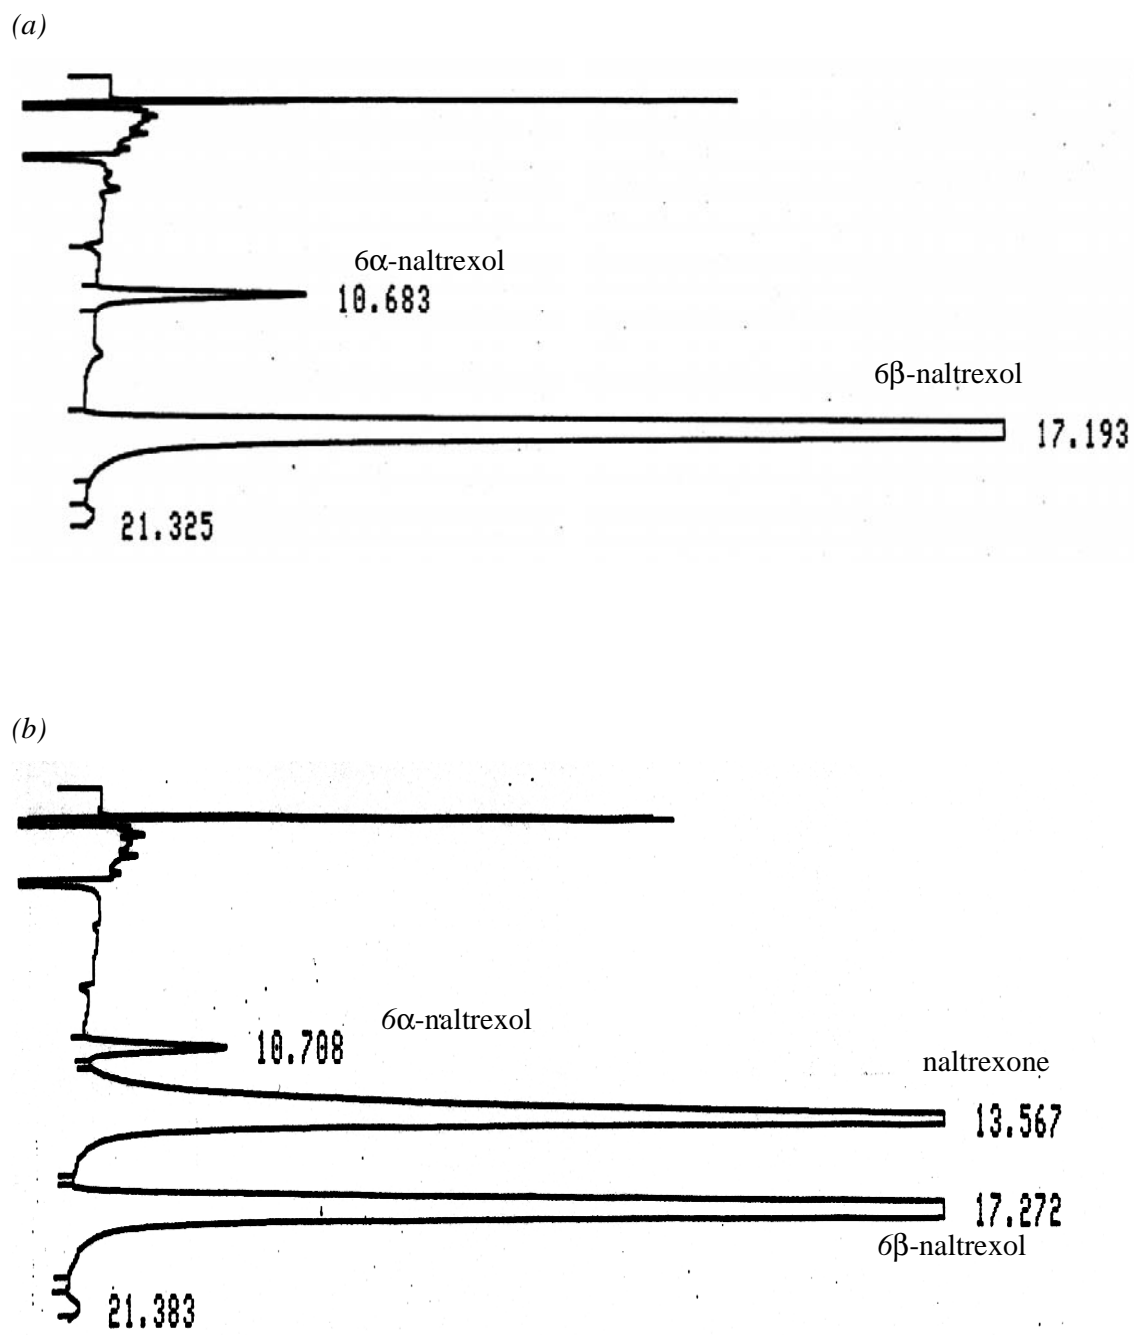 (a)
6α-naltrexol
10.683
6β-naltrexol
17.193
21.325
(b)
6α-naltrexol
10.708
naltrexone
13.567
17.272
6β-naltrexol
21.383